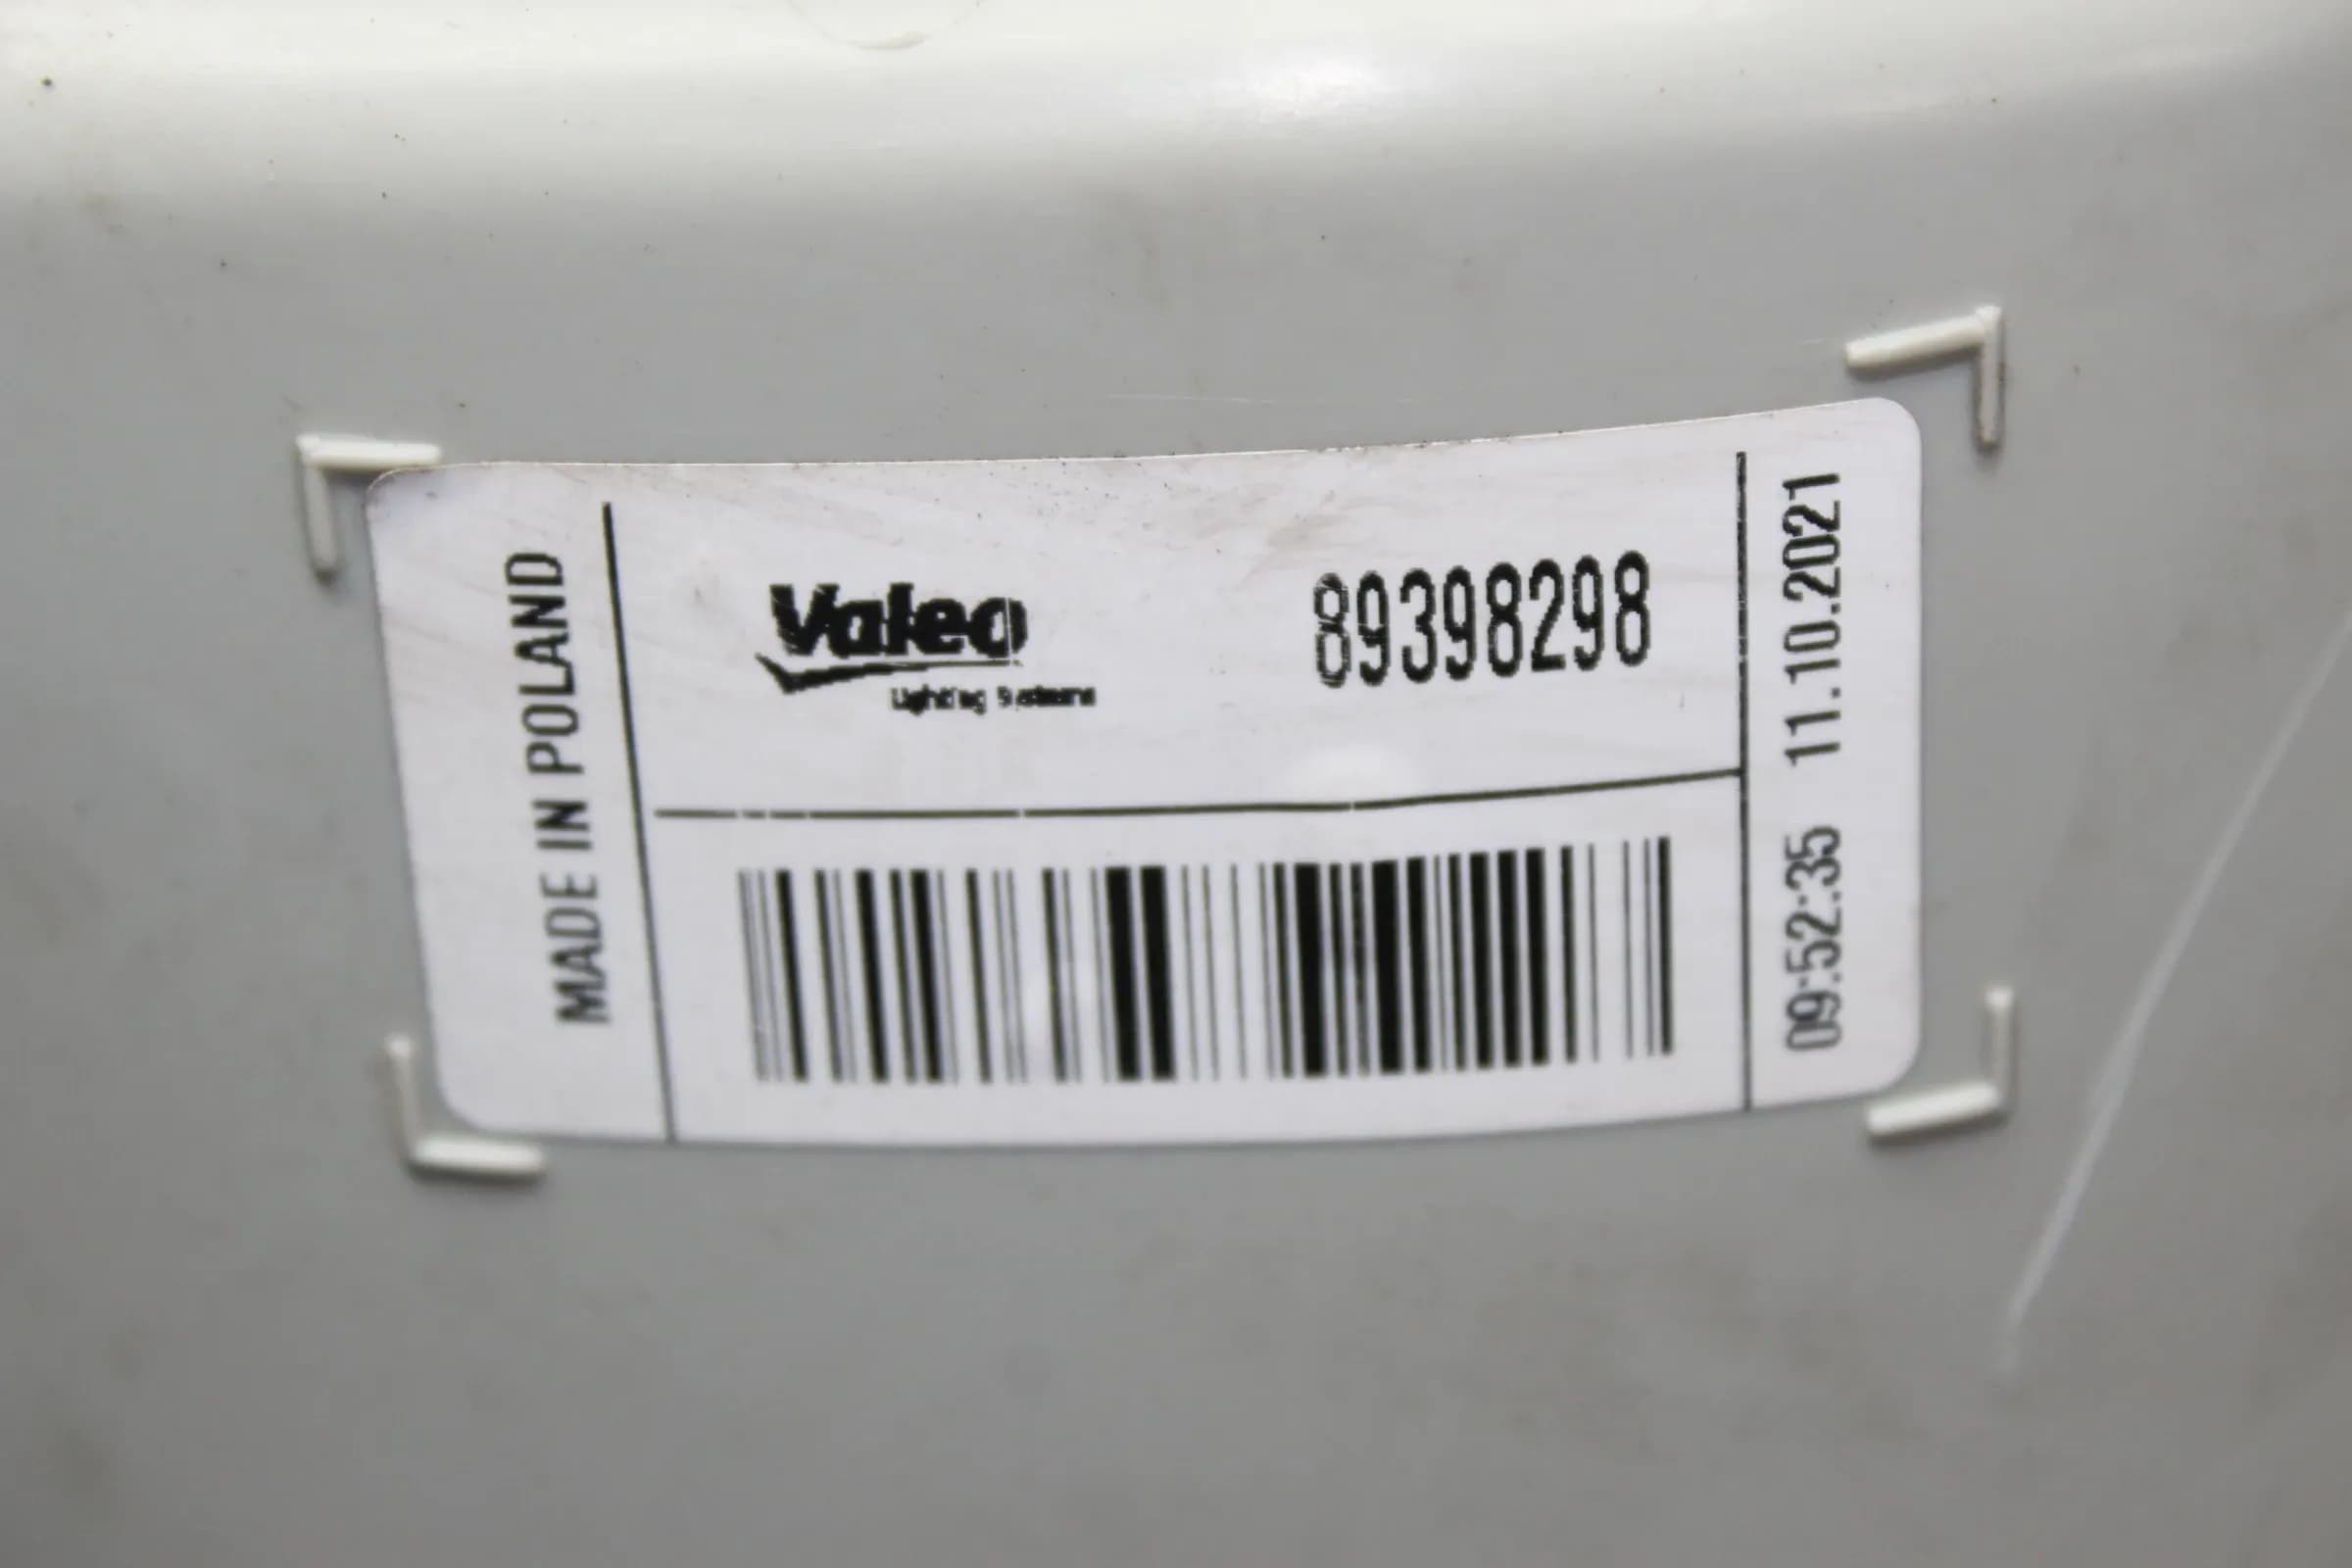 MADE IN POLAND
Valeo
Lighting Systems
89398298
09:52:35 11.10.2021